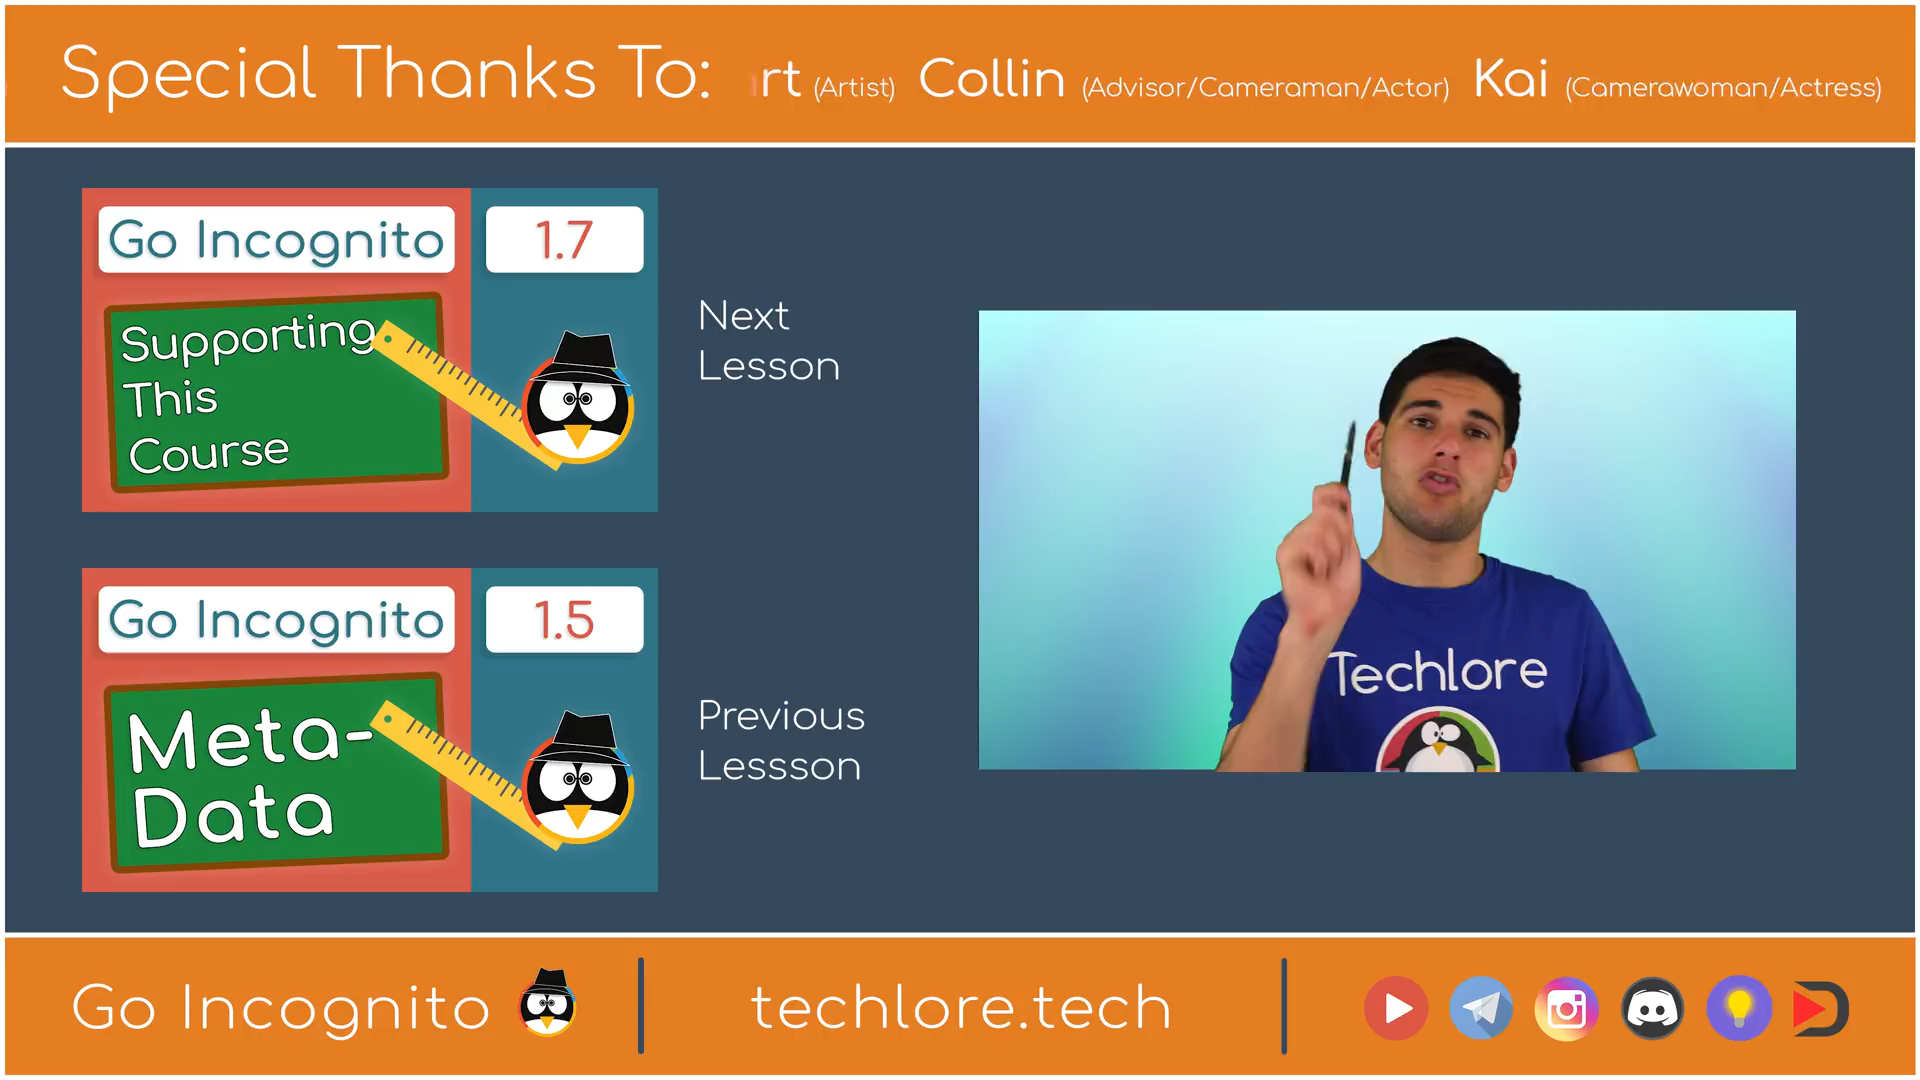 Special Thanks To: rt (Artist) Collin (Advisor/Cameraman/Actor) Kai (Camerawoman/Actress)
Go Incognito 1.7
Supporting
This
Course
Next
Lesson
Go Incognito 1.5
Meta-
Data
Previous
Lessson
Techlore
Go Incognito
techlore.tech